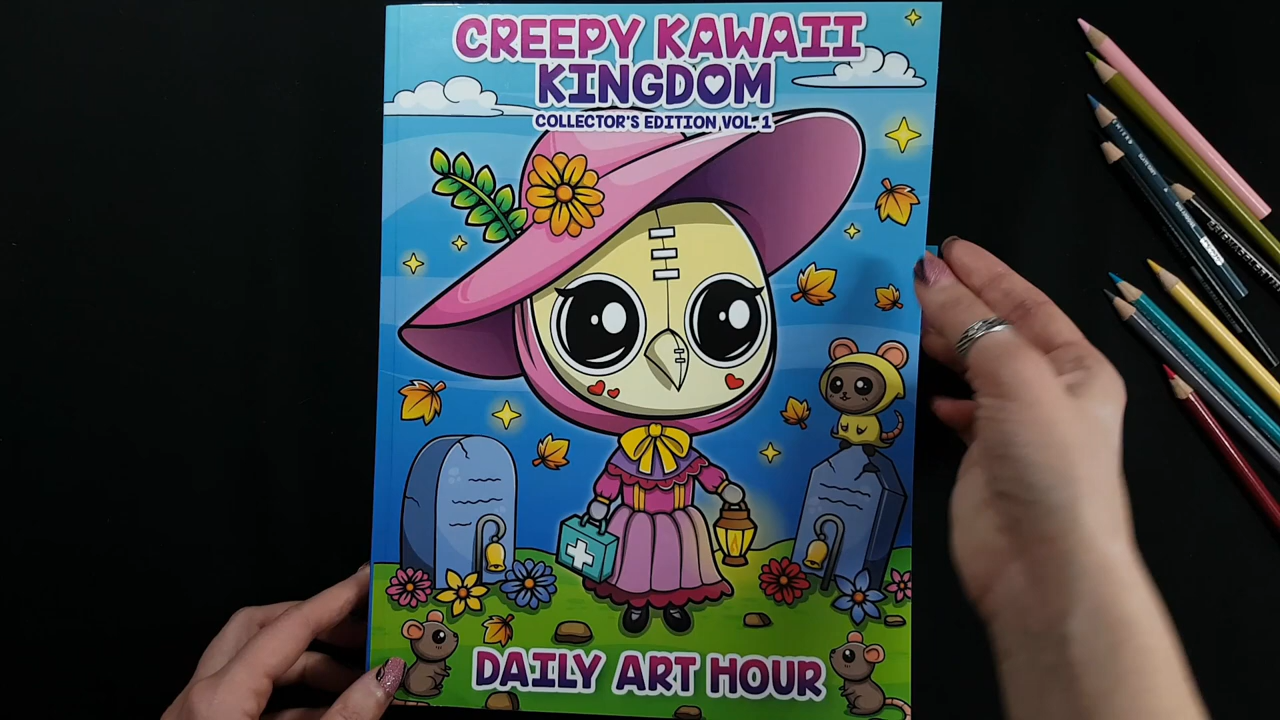 CREEPY KAWAII
KINGDOM
COLLECTOR'S EDITION VOL. 1
DAILY ART HOUR